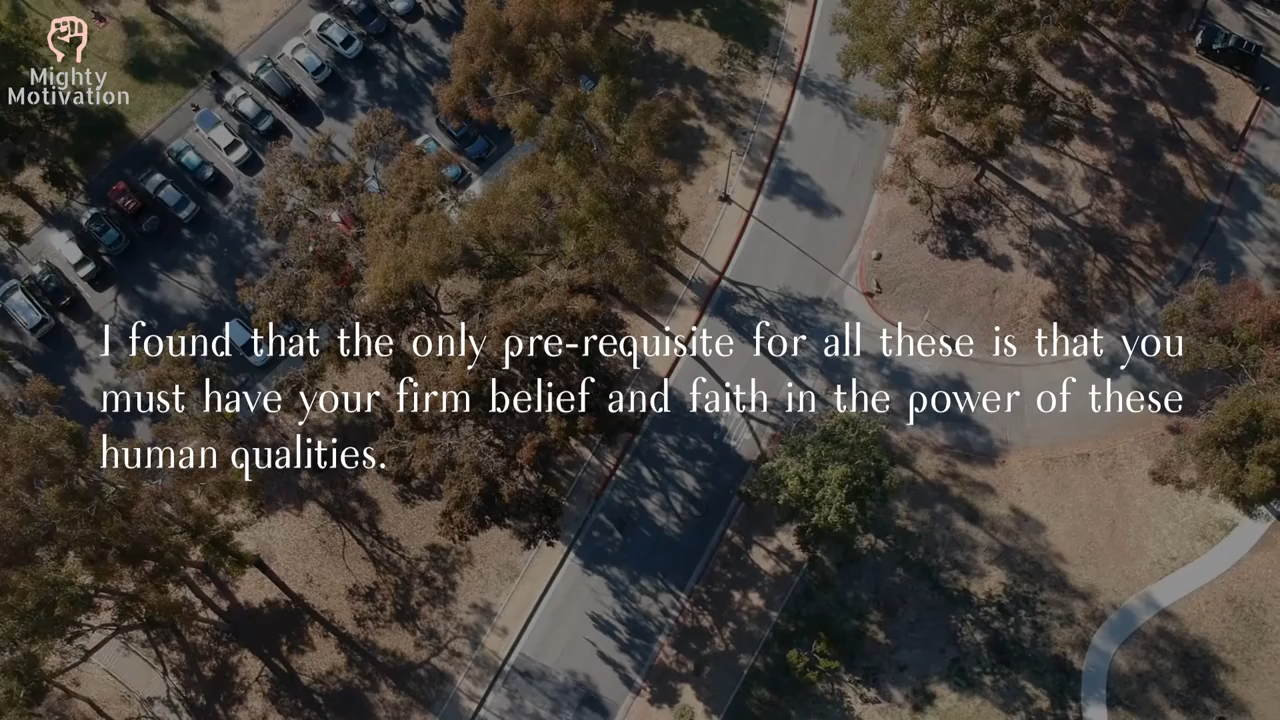 Mighty
Motivation
I found that the only pre-requisite for all these is that you
must have your firm belief and faith in the power of these
human qualities.